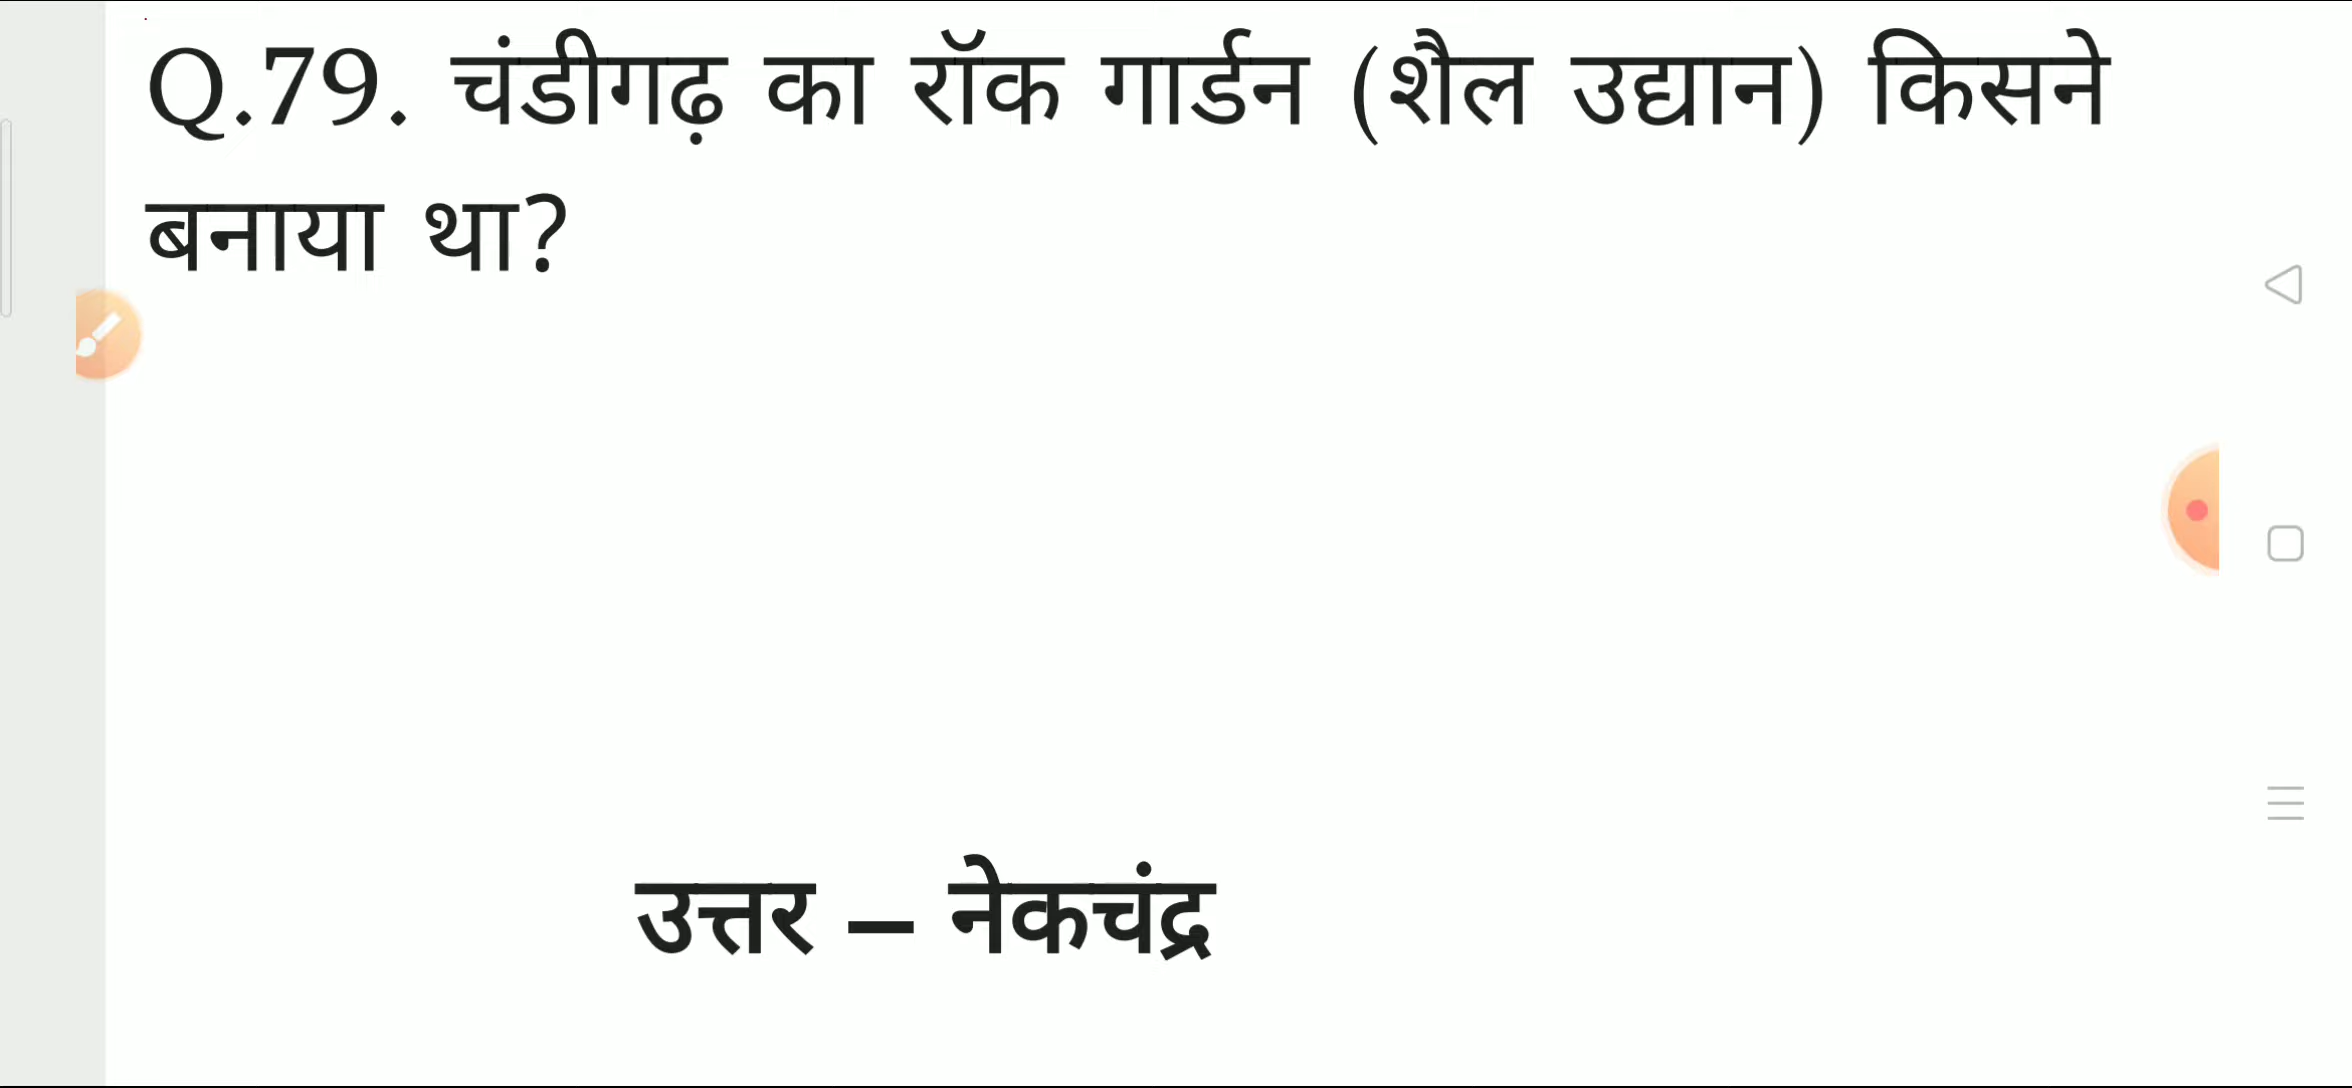 Q.79. चंडीगढ़ का रॉक गार्डन (शैल उद्यान) किसने
बनाया था?
उत्तर – नेकचंद्र